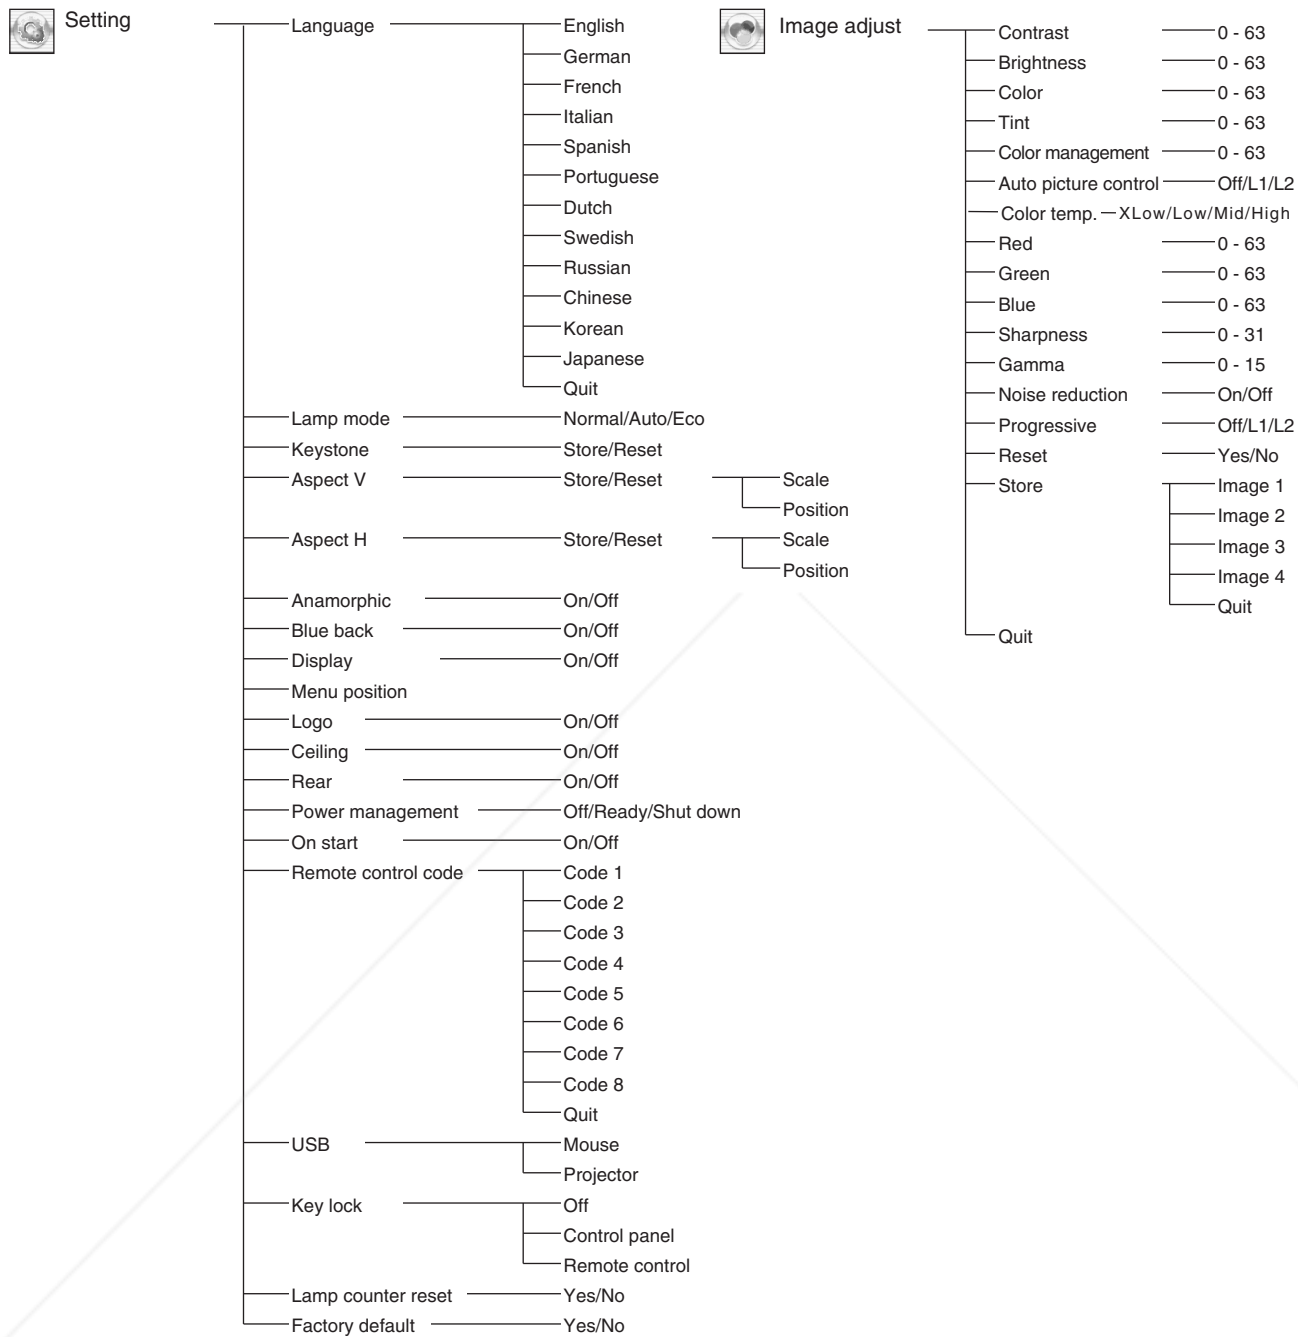 Setting
Language
English
German
French
Italian
Spanish
Portuguese
Dutch
Swedish
Russian
Chinese
Korean
Japanese
Quit
Lamp mode Normal/Auto/Eco
Keystone Store/Reset
Aspect V Store/Reset Scale
Position
Aspect H Store/Reset Scale
Position
Anamorphic On/Off
Blue back On/Off
Display On/Off
Menu position
Logo On/Off
Ceiling On/Off
Rear On/Off
Power management Off/Ready/Shut down
On start On/Off
Remote control code Code 1
Code 2
Code 3
Code 4
Code 5
Code 6
Code 7
Code 8
Quit
USB Mouse
Projector
Key lock Off
Control panel
Remote control
Lamp counter reset Yes/No
Factory default Yes/No
Image adjust
Contrast 0 - 63
Brightness 0 - 63
Color 0 - 63
Tint 0 - 63
Color management 0 - 63
Auto picture control Off/L1/L2
Color temp. XLow/Low/Mid/High
Red 0 - 63
Green 0 - 63
Blue 0 - 63
Sharpness 0 - 31
Gamma 0 - 15
Noise reduction On/Off
Progressive Off/L1/L2
Reset Yes/No
Store Image 1
Image 2
Image 3
Image 4
Quit
Quit